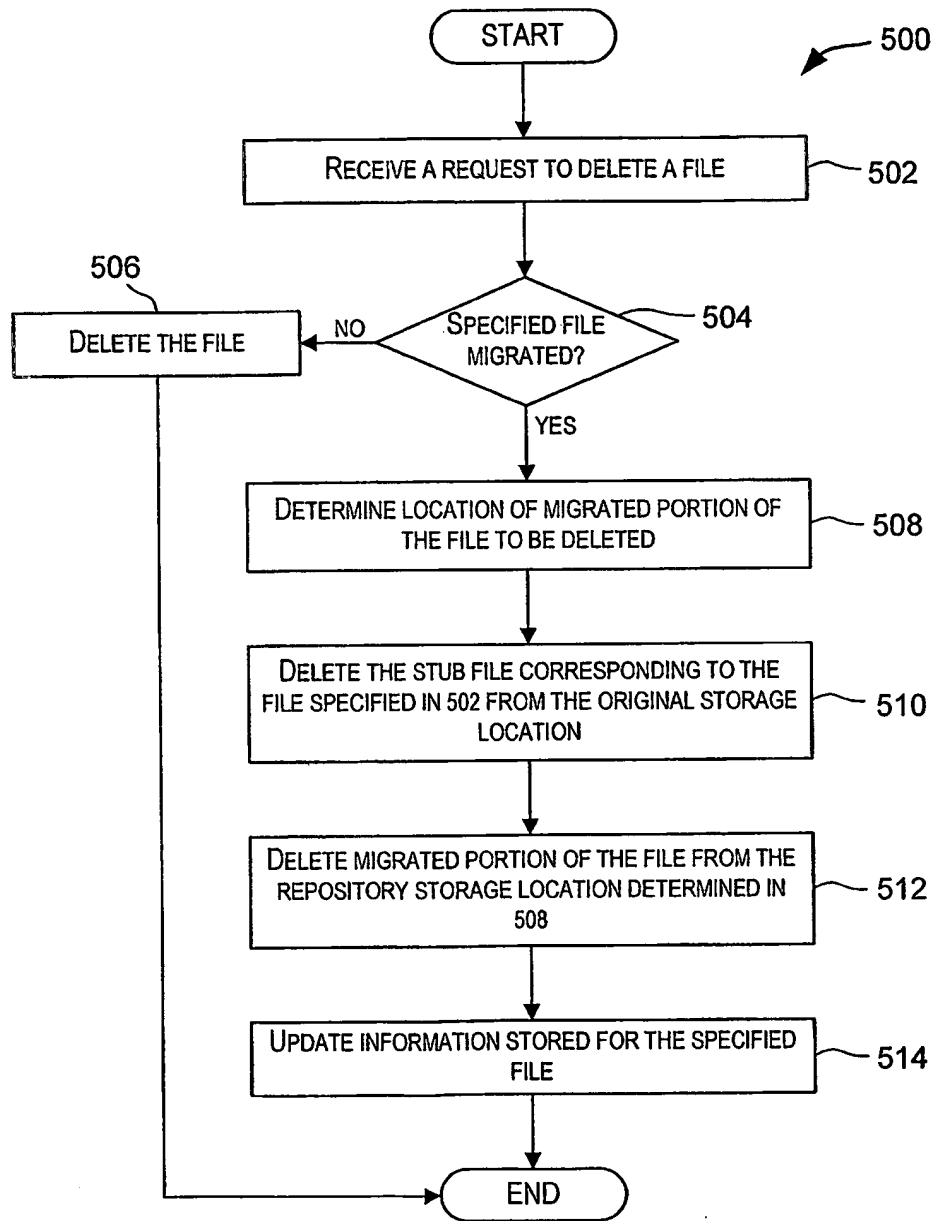 START
500
RECEIVE A REQUEST TO DELETE A FILE
502
506
504
SPECIFIED FILE
MIGRATED?
NO
DELETE THE FILE
YES
DETERMINE LOCATION OF MIGRATED PORTION OF
THE FILE TO BE DELETED
508
DELETE THE STUB FILE CORRESPONDING TO THE
FILE SPECIFIED IN 502 FROM THE ORIGINAL STORAGE
LOCATION
510
DELETE MIGRATED PORTION OF THE FILE FROM THE
REPOSITORY STORAGE LOCATION DETERMINED IN
508
512
UPDATE INFORMATION STORED FOR THE SPECIFIED
FILE
514
END